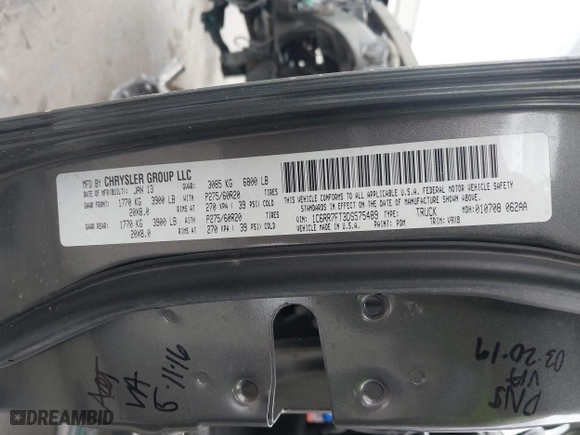 MFD BY CHRYSLER GROUP LLC
DATE OF MFG(BUILT): JAN 13 GVWR: 3085 KG 6800 LB
GAWR FRONT: 1770 KG 3900 LB WITH P275/60R20 TIRES
20X8.0 RIMS AT 270 KPA ( 39 PSI) COLD
GAWR REAR: 1770 KG 3900 LB WITH P275/60R20 TIRES
20X8.0 RIMS AT 270 KPA ( 39 PSI) COLD
THIS VEHICLE CONFORMS TO ALL APPLICABLE U.S.A. FEDERAL MOTOR VEHICLE SAFETY
STANDARDS IN EFFECT ON THE DATE OF MANUFACTURE SHOWN ABOVE.
VIN: 1C6RR7FT3DS575489 TYPE: TRUCK MDH: 010708 062AA
VEHICLE MADE IN U.S.A. PAINT: PDM TRIM: V9X8
VA
5-11-16
03-20-19
VIA
DREAMBID